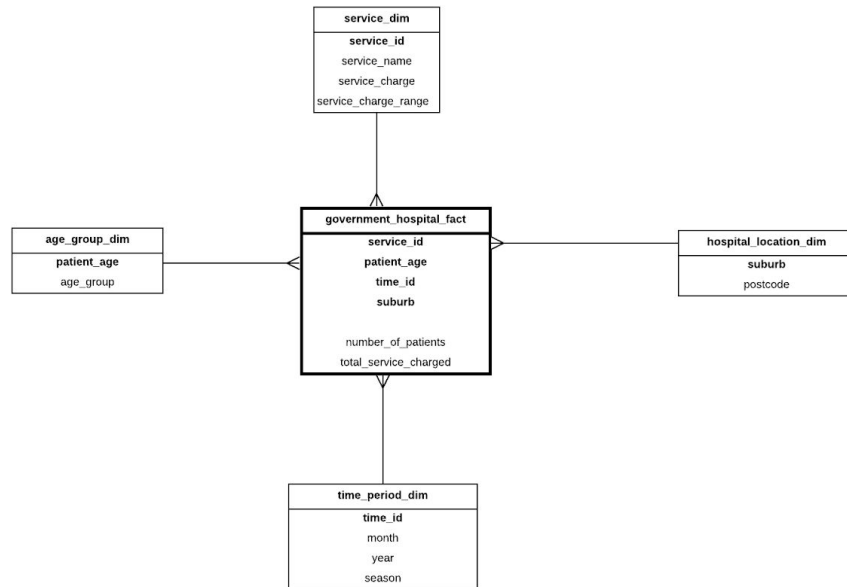 service_dim
service_id
service_name
service_charge
service_charge_range
government_hospital_fact
service_id
patient_age
time_id
suburb
number_of_patients
total_service_charged
age_group_dim
patient_age
age_group
hospital_location_dim
suburb
postcode
time_period_dim
time_id
month
year
season